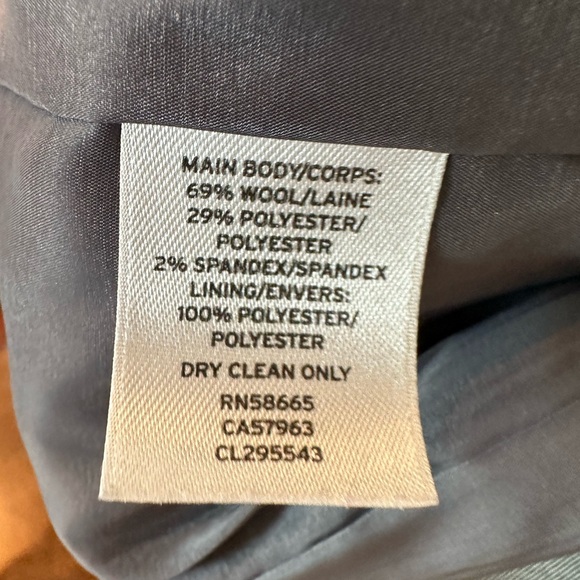 MAIN BODY/CORPS:
69% WOOL/LAINE
29% POLYESTER/
POLYESTER
2% SPANDEX/SPANDEX
LINING/ENVERS:
100% POLYESTER/
POLYESTER
DRY CLEAN ONLY
RN58665
CA57963
CL295543